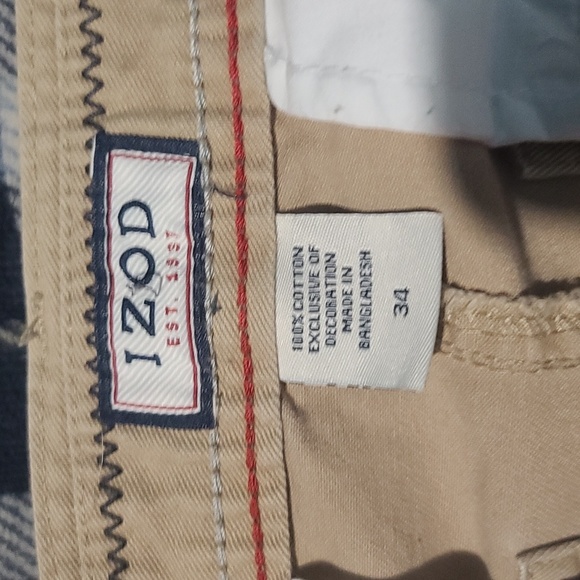 IZOD
EST. 1937
100% COTTON
EXCLUSIVE OF
DECORATION
MADE IN
BANGLADESH
34